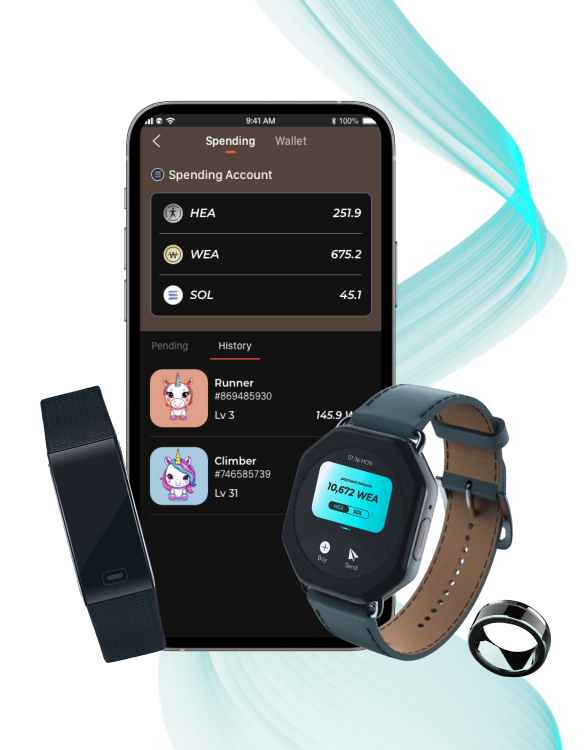 9:41 AM
100%
Spending
Wallet
Spending Account
HEA
251.9
WEA
675.2
SOL
45.1
Pending
History
Runner
#869485930
Lv 3
145.9 W
Climber
#746585739
Lv 31
07:36 MON
payment network
10,672 WEA
HEA
SOL
Buy
Send